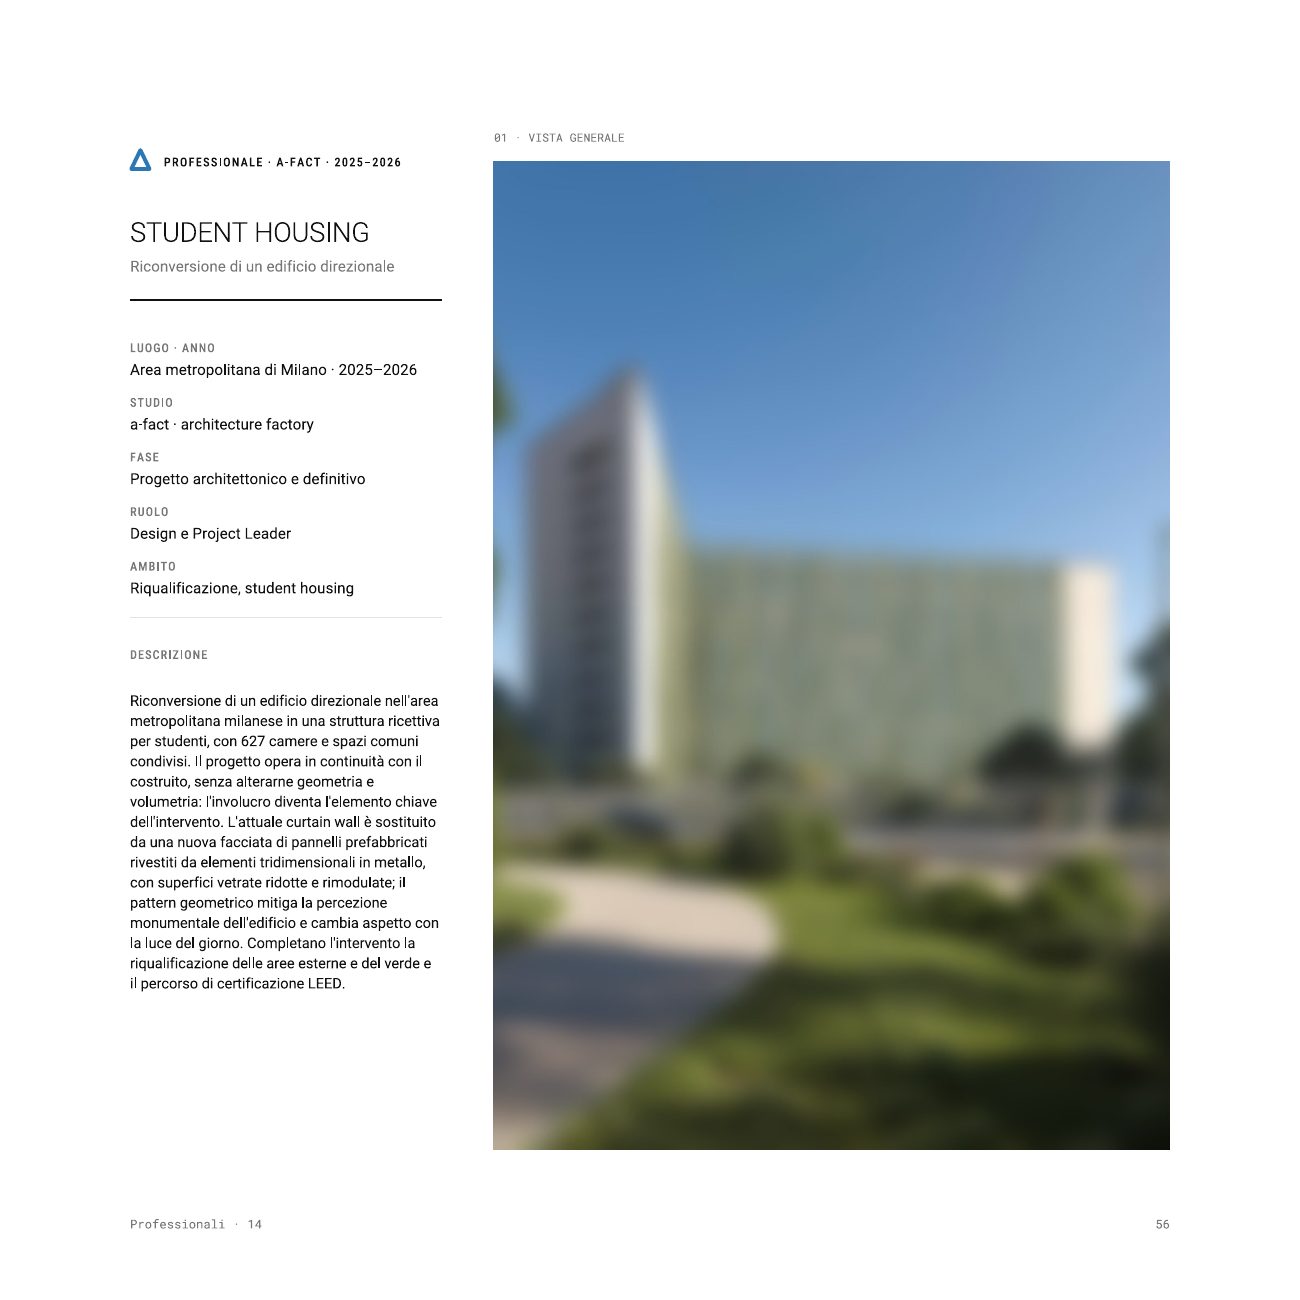 PROFESSIONALE · A-FACT · 2025–2026
STUDENT HOUSING
Riconversione di un edificio direzionale
LUOGO · ANNO
Area metropolitana di Milano · 2025–2026
STUDIO
a-fact · architecture factory
FASE
Progetto architettonico e definitivo
RUOLO
Design e Project Leader
AMBITO
Riqualificazione, student housing
DESCRIZIONE
Riconversione di un edificio direzionale nell'area
metropolitana milanese in una struttura ricettiva
per studenti, con 627 camere e spazi comuni
condivisi. Il progetto opera in continuità con il
costruito, senza alterarne geometria e
volumetria: l'involucro diventa l'elemento chiave
dell'intervento. L'attuale curtain wall è sostituito
da una nuova facciata di pannelli prefabbricati
rivestiti da elementi tridimensionali in metallo,
con superfici vetrate ridotte e rimodulate; il
pattern geometrico mitiga la percezione
monumentale dell'edificio e cambia aspetto con
la luce del giorno. Completano l'intervento la
riqualificazione delle aree esterne e del verde e
il percorso di certificazione LEED.
01 · VISTA GENERALE
Professionali · 14
56